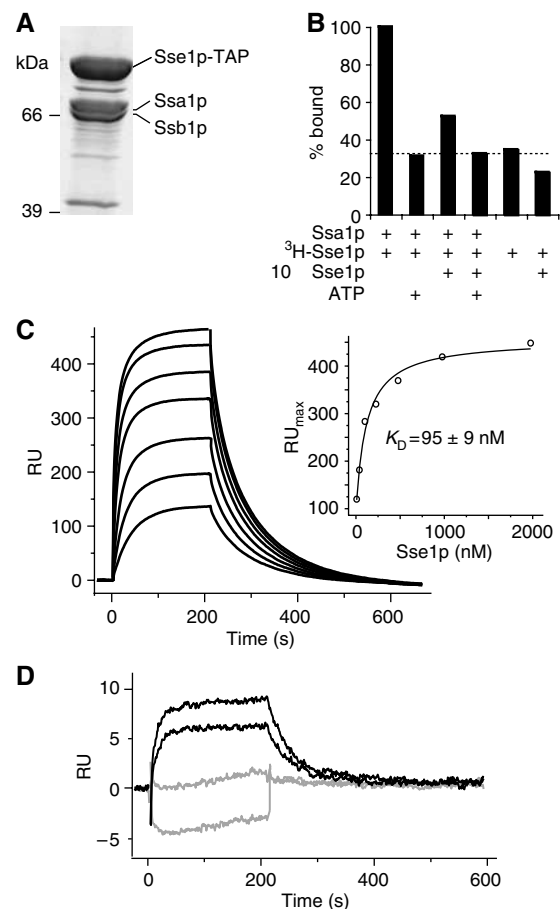 A
kDa
66
39
Sse1p-TAP
Ssa1p
Ssb1p
B
% bound
100
80
60
40
20
0
Ssa1p + + + +
³H-Sse1p + + + + + +
10 Sse1p + + +
ATP + +
C
RU
400
300
200
100
0
0 200 400 600
Time (s)
RUmax
400
300
200
100
KD=95 ± 9 nM
0 1000 2000
Sse1p (nM)
D
RU
10
5
0
−5
0 200 400 600
Time (s)